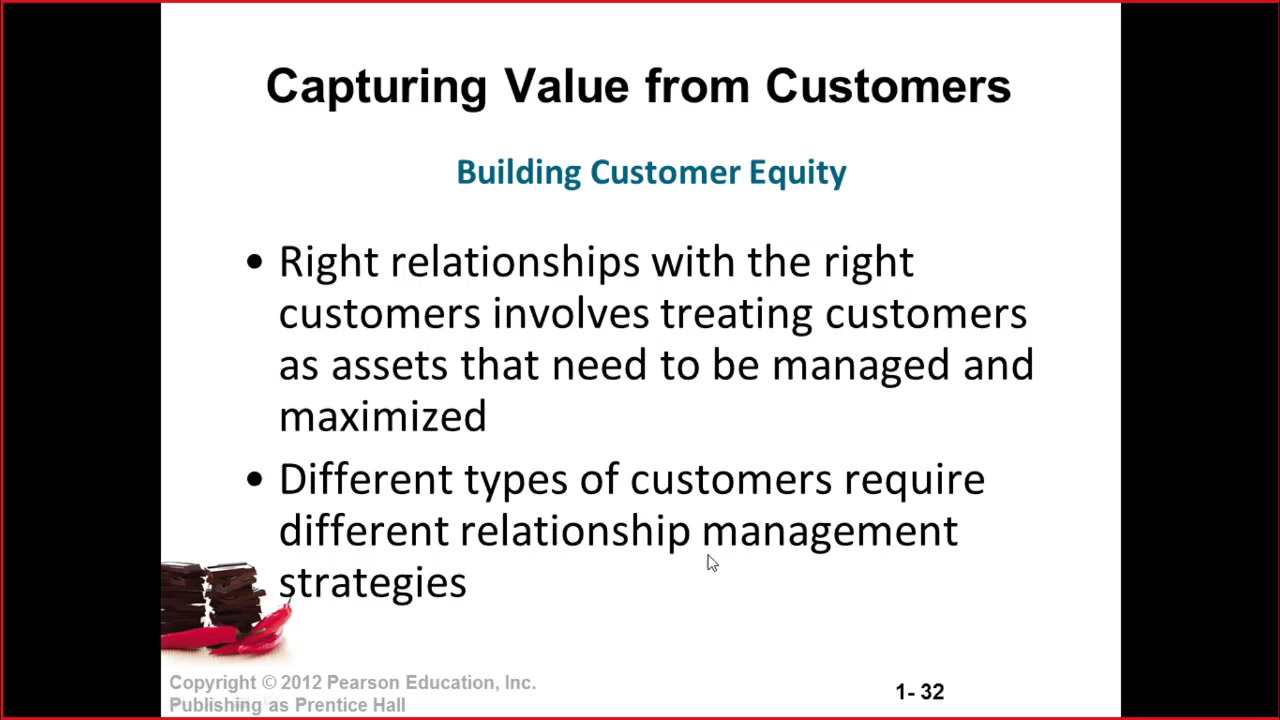 Capturing Value from Customers
Building Customer Equity
• Right relationships with the right
customers involves treating customers
as assets that need to be managed and
maximized
• Different types of customers require
different relationship management
strategies
Copyright © 2012 Pearson Education, Inc.
Publishing as Prentice Hall
1- 32